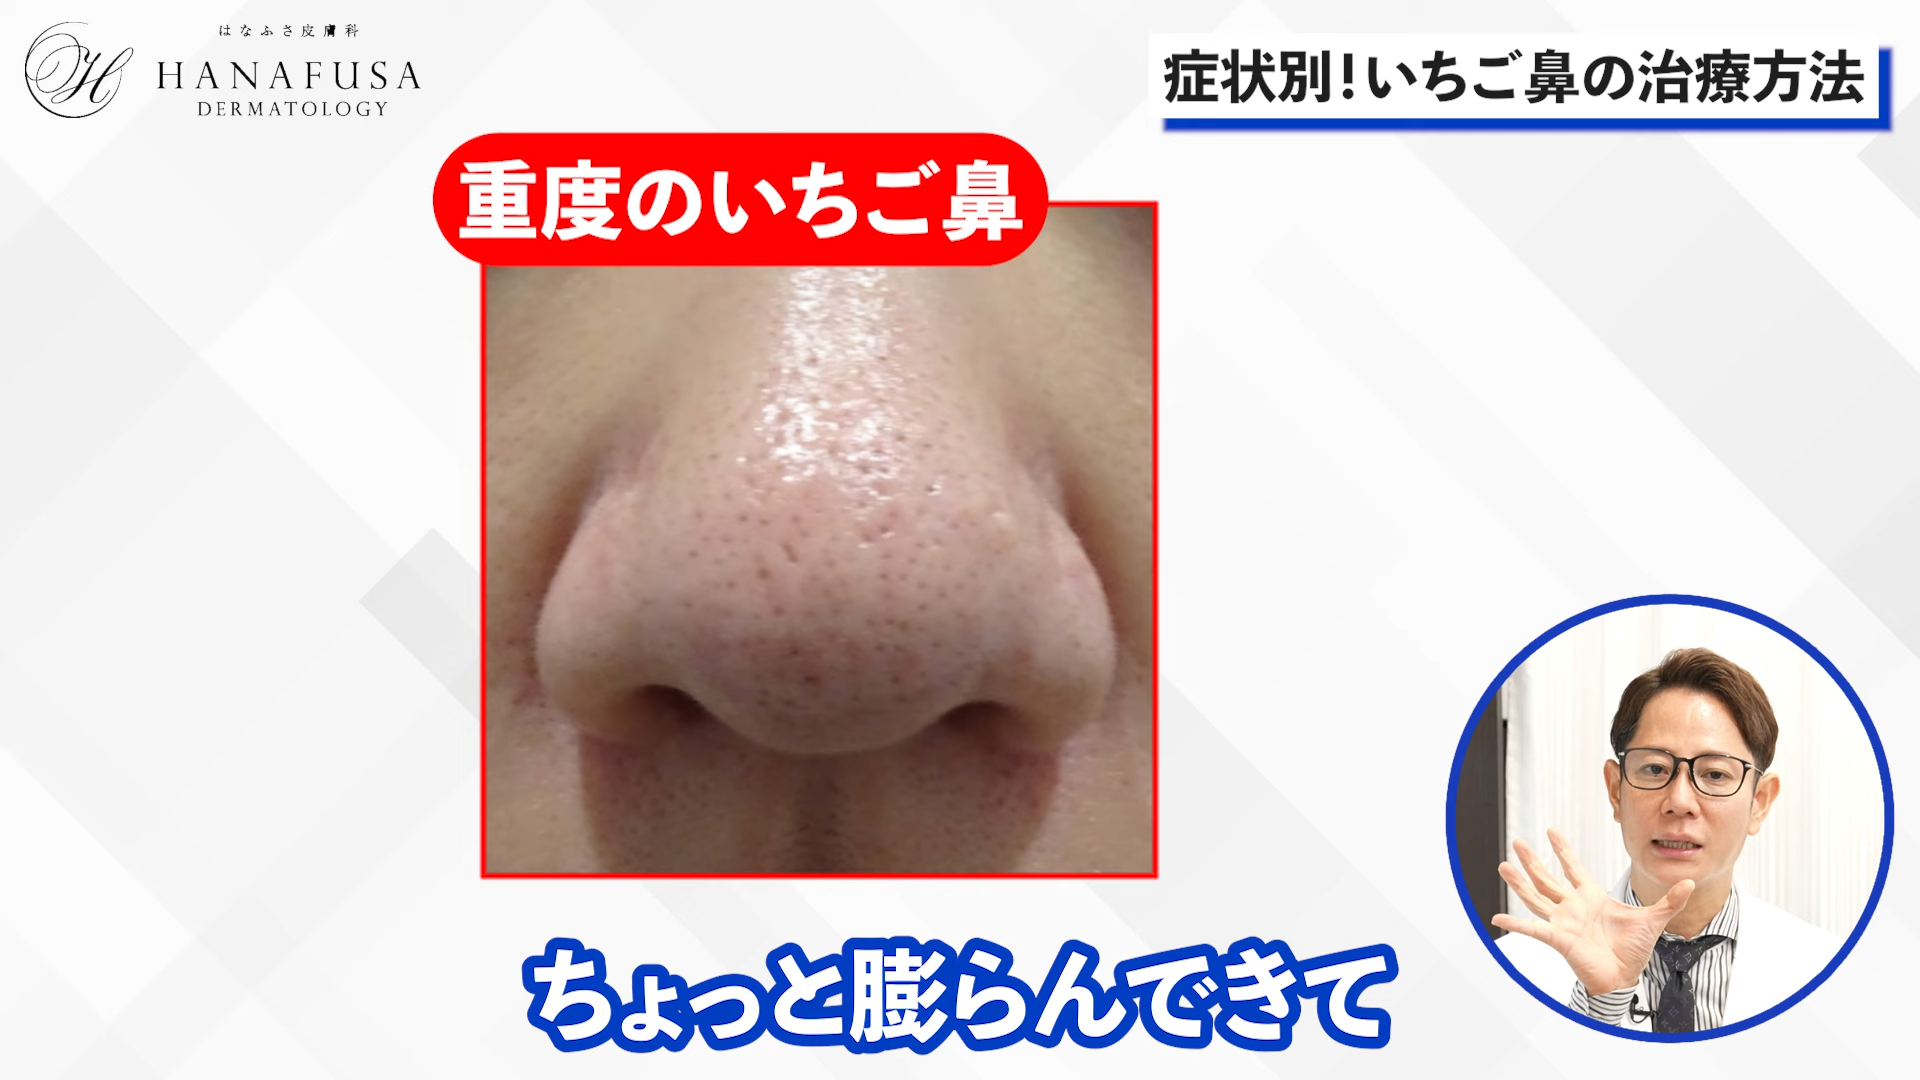 はなふさ皮膚科
HANAFUSA
DERMATOLOGY
症状別!いちご鼻の治療方法
重度のいちご鼻
ちょっと膨らんできて